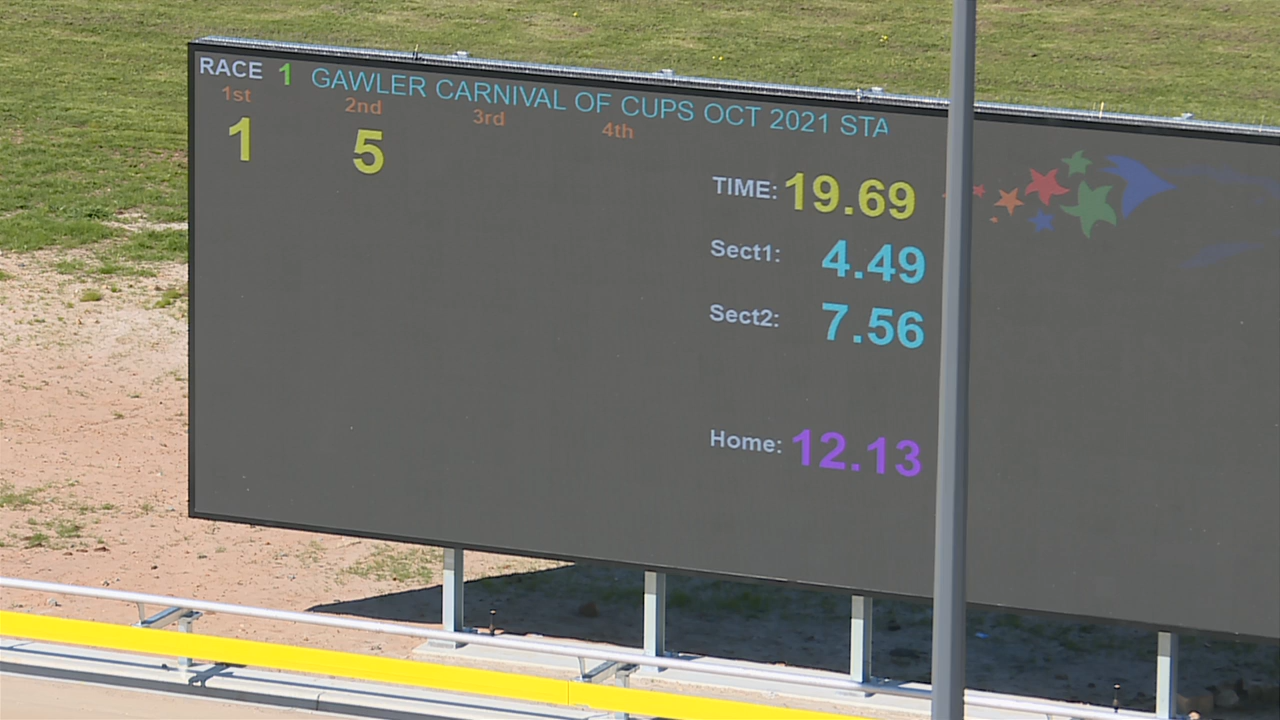 RACE 1 GAWLER CARNIVAL OF CUPS OCT 2021 STA
1st 2nd 3rd 4th
1 5
TIME: 19.69
Sect1: 4.49
Sect2: 7.56
Home: 12.13